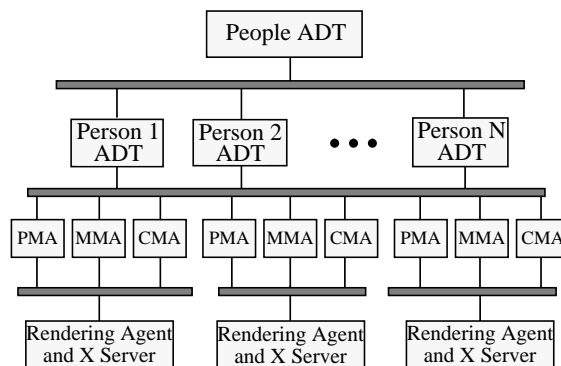 People ADT
Person 1
ADT
Person 2
ADT
Person N
ADT
PMA
MMA
CMA
PMA
MMA
CMA
PMA
MMA
CMA
Rendering Agent
and X Server
Rendering Agent
and X Server
Rendering Agent
and X Server